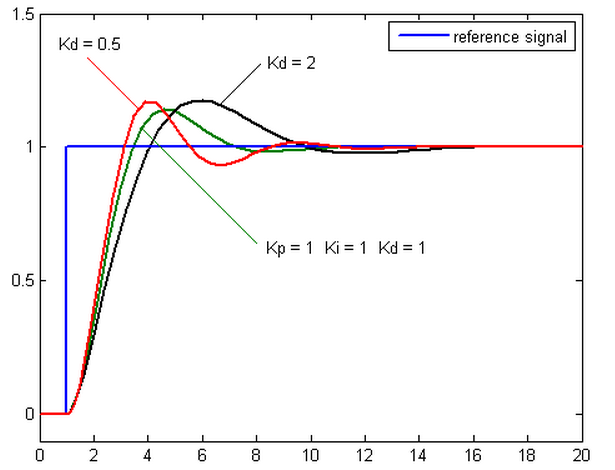 1.5
reference signal
Kd = 0.5
Kd = 2
1
Kp = 1 Ki = 1 Kd = 1
0.5
0
0 2 4 6 8 10 12 14 16 18 20